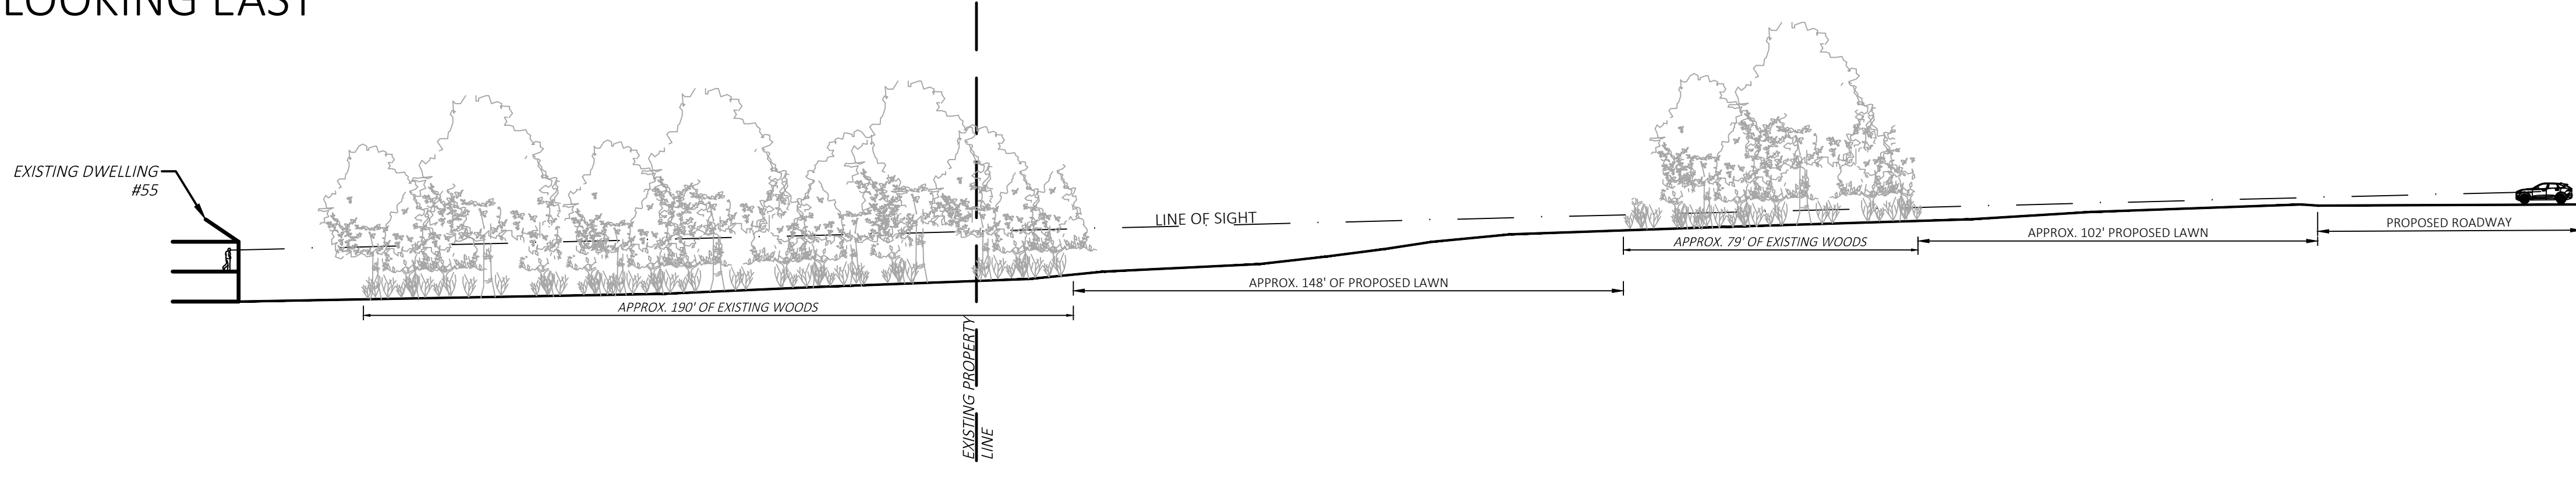 LOOKING EAST
EXISTING DWELLING
#55
LINE OF SIGHT
APPROX. 190' OF EXISTING WOODS
EXISTING PROPERTY
LINE
APPROX. 148' OF PROPOSED LAWN
APPROX. 79' OF EXISTING WOODS
APPROX. 102' PROPOSED LAWN
PROPOSED ROADWAY